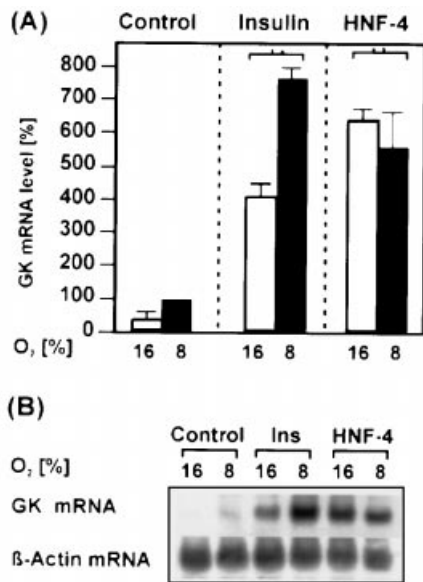 (A)
Control Insulin HNF-4
GK mRNA level [%]
800
700
600
500
400
300
200
100
0
O₂ [%] 16 8 16 8 16 8
(B)
Control Ins HNF-4
O₂ [%] 16 8 16 8 16 8
GK mRNA
ß-Actin mRNA